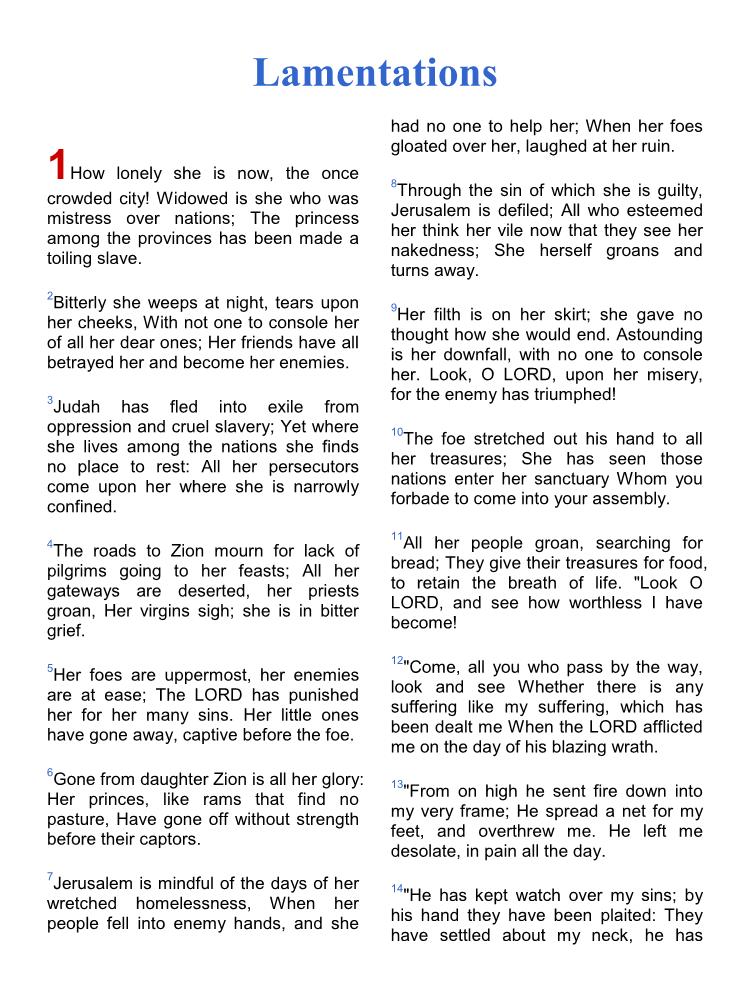 Lamentations
1How lonely she is now, the once
crowded city! Widowed is she who was
mistress over nations; The princess
among the provinces has been made a
toiling slave.
2Bitterly she weeps at night, tears upon
her cheeks, With not one to console her
of all her dear ones; Her friends have all
betrayed her and become her enemies.
3Judah has fled into exile from
oppression and cruel slavery; Yet where
she lives among the nations she finds
no place to rest: All her persecutors
come upon her where she is narrowly
confined.
4The roads to Zion mourn for lack of
pilgrims going to her feasts; All her
gateways are deserted, her priests
groan, Her virgins sigh; she is in bitter
grief.
5Her foes are uppermost, her enemies
are at ease; The LORD has punished
her for her many sins. Her little ones
have gone away, captive before the foe.
6Gone from daughter Zion is all her glory:
Her princes, like rams that find no
pasture, Have gone off without strength
before their captors.
7Jerusalem is mindful of the days of her
wretched homelessness, When her
people fell into enemy hands, and she
had no one to help her; When her foes
gloated over her, laughed at her ruin.
8Through the sin of which she is guilty,
Jerusalem is defiled; All who esteemed
her think her vile now that they see her
nakedness; She herself groans and
turns away.
9Her filth is on her skirt; she gave no
thought how she would end. Astounding
is her downfall, with no one to console
her. Look, O LORD, upon her misery,
for the enemy has triumphed!
10The foe stretched out his hand to all
her treasures; She has seen those
nations enter her sanctuary Whom you
forbade to come into your assembly.
11All her people groan, searching for
bread; They give their treasures for food,
to retain the breath of life. "Look O
LORD, and see how worthless I have
become!
12"Come, all you who pass by the way,
look and see Whether there is any
suffering like my suffering, which has
been dealt me When the LORD afflicted
me on the day of his blazing wrath.
13"From on high he sent fire down into
my very frame; He spread a net for my
feet, and overthrew me. He left me
desolate, in pain all the day.
14"He has kept watch over my sins; by
his hand they have been plaited: They
have settled about my neck, he has